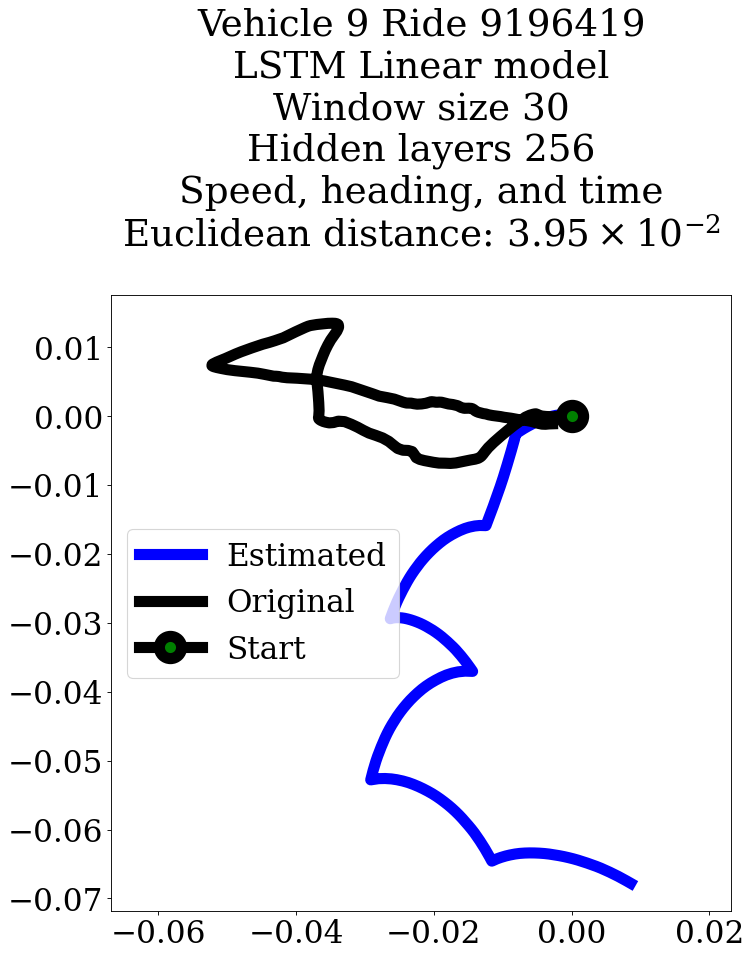 Vehicle 9 Ride 9196419
LSTM Linear model
Window size 30
Hidden layers 256
Speed, heading, and time
Euclidean distance: 3.95 × 10⁻²
0.01
0.00
−0.01
−0.02
−0.03
−0.04
−0.05
−0.06
−0.07
Estimated
Original
Start
−0.06 −0.04 −0.02 0.00 0.02